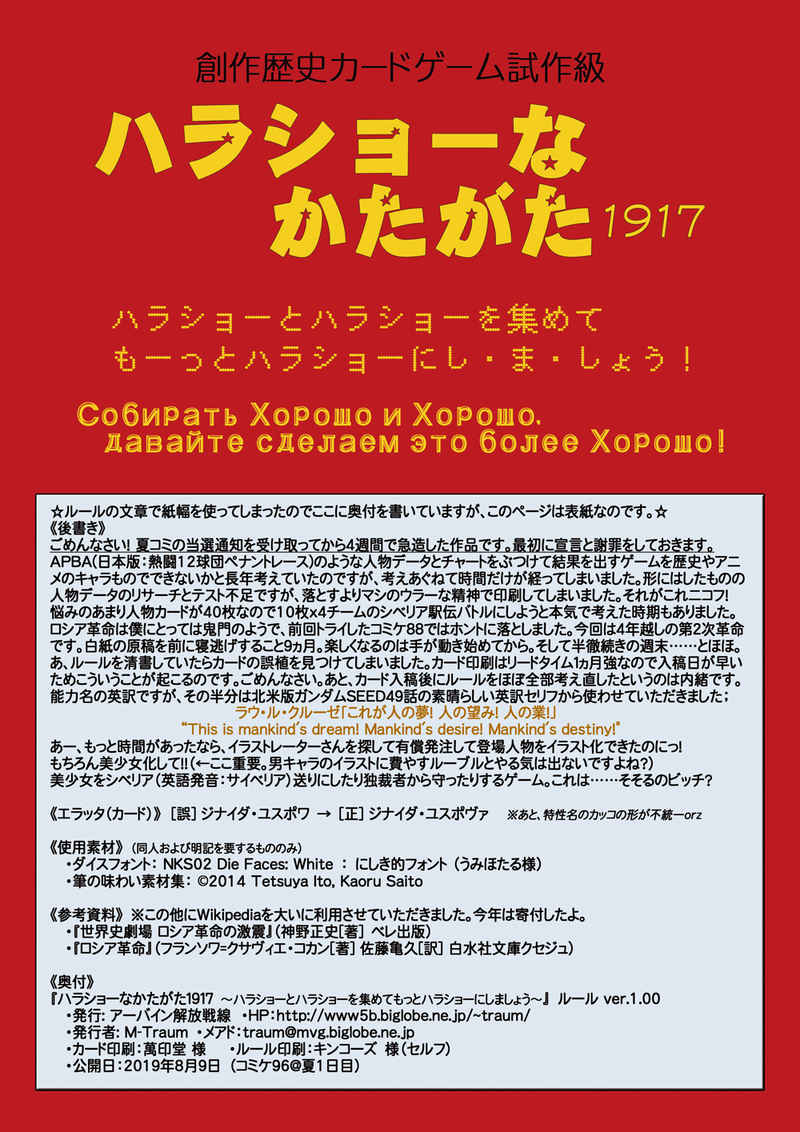 創作歴史カードゲーム試作級
ハラショーな
かたがた1917
ハラショーとハラショーを集めて
もーっとハラショーにし・ま・しょう!
Собирать Хорошо и Хорошо,
давайте сделаем это более Хорошо!
☆ルールの文章で紙幅を使ってしまったのでここに奥付を書いていますが、このページは表紙なのです。☆
《後書き》
ごめんなさい! 夏コミの当選通知を受け取ってから4週間で急造した作品です。最初に宣言と謝罪をしておきます。
APBA(日本版:熱闘12球団ペナントレース)のような人物データとチャートをぶつけて結果を出すゲームを歴史やアニ
メのキャラものでできないかと長年考えていたのですが、考えあぐねて時間だけが経ってしまいました。形にはしたものの
人物データのリサーチとテスト不足ですが、落とすよりマシのウラーな精神で印刷してしまいました。それがこれニコフ!
悩みのあまり人物カードが40枚なので10枚x4チームのシベリア駅伝バトルにしようと本気で考えた時期もありました。
ロシア革命は僕にとっては鬼門のようで、前回トライしたコミケ88ではホントに落としました。今回は4年越しの第2次革命
です。白紙の原稿を前に寝逃げすること9ヵ月。楽しくなるのは手が動き始めてから。そして半徹続きの週末……とほほ。
あ、ルールを清書していたらカードの誤植を見つけてしまいました。カード印刷はリードタイム1ヵ月強なので入稿日が早い
ためこういうことが起こるのです。ごめんなさい。あと、カード入稿後にルールをほぼ全部考え直したというのは内緒です。
能力名の英訳ですが、その半分は北米版ガンダムSEED49話の素晴らしい英訳セリフから使わせていただきました;
ラウ・ル・クルーゼ「これが人の夢! 人の望み! 人の業!」
“This is mankind's dream! Mankind's desire! Mankind's destiny!"
あー、もっと時間があったなら、イラストレーターさんを探して有償発注して登場人物をイラスト化できたのにっ!
もちろん美少女化して!!(←ここ重要。男キャラのイラストに費やすルーブルとやる気は出ないですよね?)
美少女をシベリア(英語発音:サイベリア)送りにしたり独裁者から守ったりするゲーム。これは……そそるのビッチ?
《エラッタ(カード)》 [誤] ジナイダ・ユスポワ → [正] ジナイダ・ユスポヴァ ※あと、特性名のカッコの形が不統一orz
《使用素材》 (同人および明記を要するもののみ)
・ダイスフォント: NKS02 Die Faces: White : にしき的フォント (うみほたる様)
・筆の味わい素材集: ©2014 Tetsuya Ito, Kaoru Saito
《参考資料》 ※この他にWikipediaを大いに利用させていただきました。今年は寄付したよ。
・『世界史劇場 ロシア革命の激震』(神野正史[著] ベレ出版)
・『ロシア革命』(フランソワ=クサヴィエ・コカン[著] 佐藤亀久[訳] 白水社文庫クセジュ)
《奥付》
『ハラショーなかたがた1917 〜ハラショーとハラショーを集めてもっとハラショーにしましょう〜』 ルール ver.1.00
・発行: アーバイン解放戦線 ・HP:http://www5b.biglobe.ne.jp/~traum/
・発行者: M-Traum ・メアド:traum@mvg.biglobe.ne.jp
・カード印刷:萬印堂 様 ・ルール印刷:キンコーズ 様(セルフ)
・公開日:2019年8月9日 (コミケ96@夏1日目)